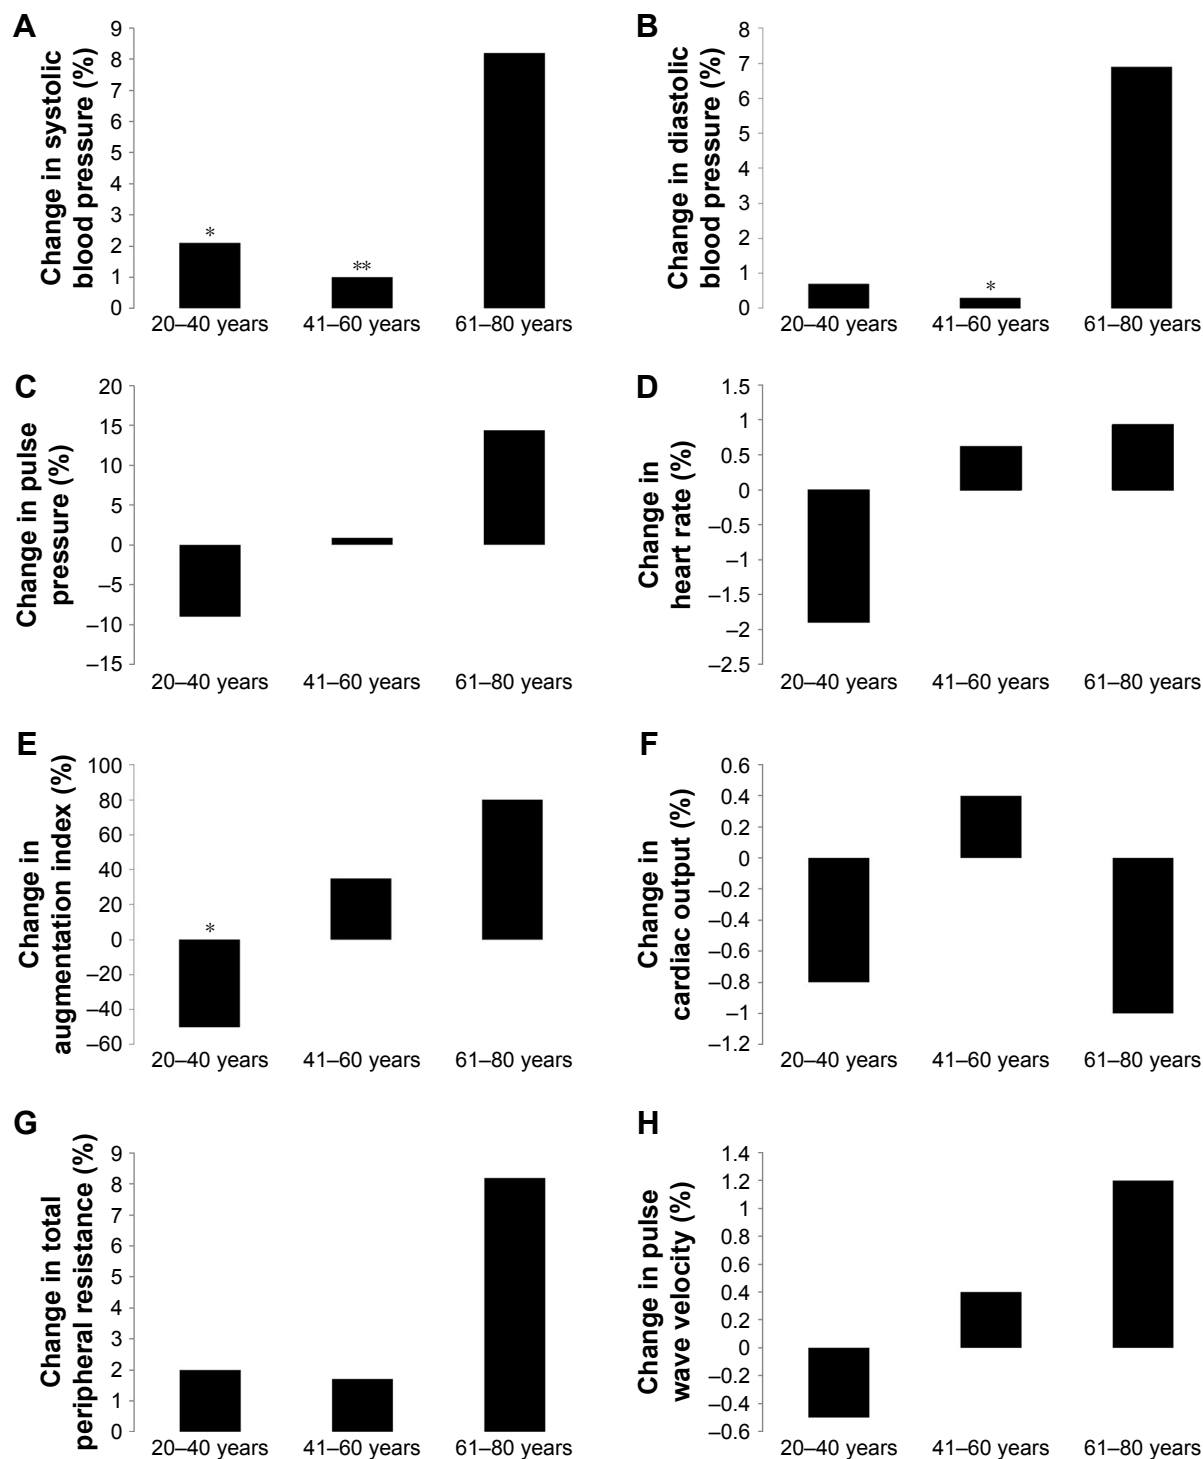 A
Change in systolic
blood pressure (%)
9
8
7
6
5
4
3
2
1
0
*
**
20–40 years
41–60 years
61–80 years
B
Change in diastolic
blood pressure (%)
8
7
6
5
4
3
2
1
0
*
20–40 years
41–60 years
61–80 years
C
Change in pulse
pressure (%)
20
15
10
5
0
–5
–10
–15
20–40 years
41–60 years
61–80 years
D
Change in
heart rate (%)
1.5
1
0.5
0
–0.5
–1
–1.5
–2
–2.5
20–40 years
41–60 years
61–80 years
E
Change in
augmentation index (%)
100
80
60
40
20
0
–20
–40
–60
*
20–40 years
41–60 years
61–80 years
F
Change in
cardiac output (%)
0.6
0.4
0.2
0
–0.2
–0.4
–0.6
–0.8
–1
–1.2
20–40 years
41–60 years
61–80 years
G
Change in total
peripheral resistance (%)
9
8
7
6
5
4
3
2
1
0
20–40 years
41–60 years
61–80 years
H
Change in pulse
wave velocity (%)
1.4
1.2
1
0.8
0.6
0.4
0.2
0
–0.2
–0.4
–0.6
20–40 years
41–60 years
61–80 years